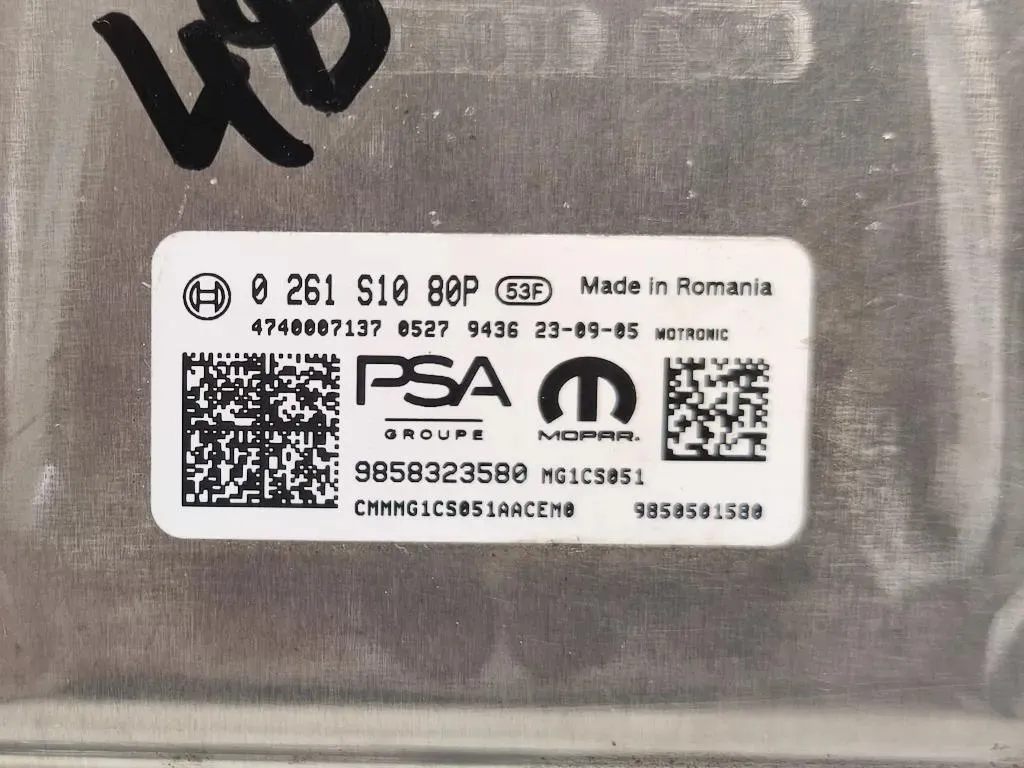 0 261 S10 80P 53F Made in Romania
4740007137 0527 9436 23-09-05 MOTRONIC
PSA
GROUPE
MOPAR.
9858323580 MG1CS051
CMMMG1CS051AACEM0 9850501580